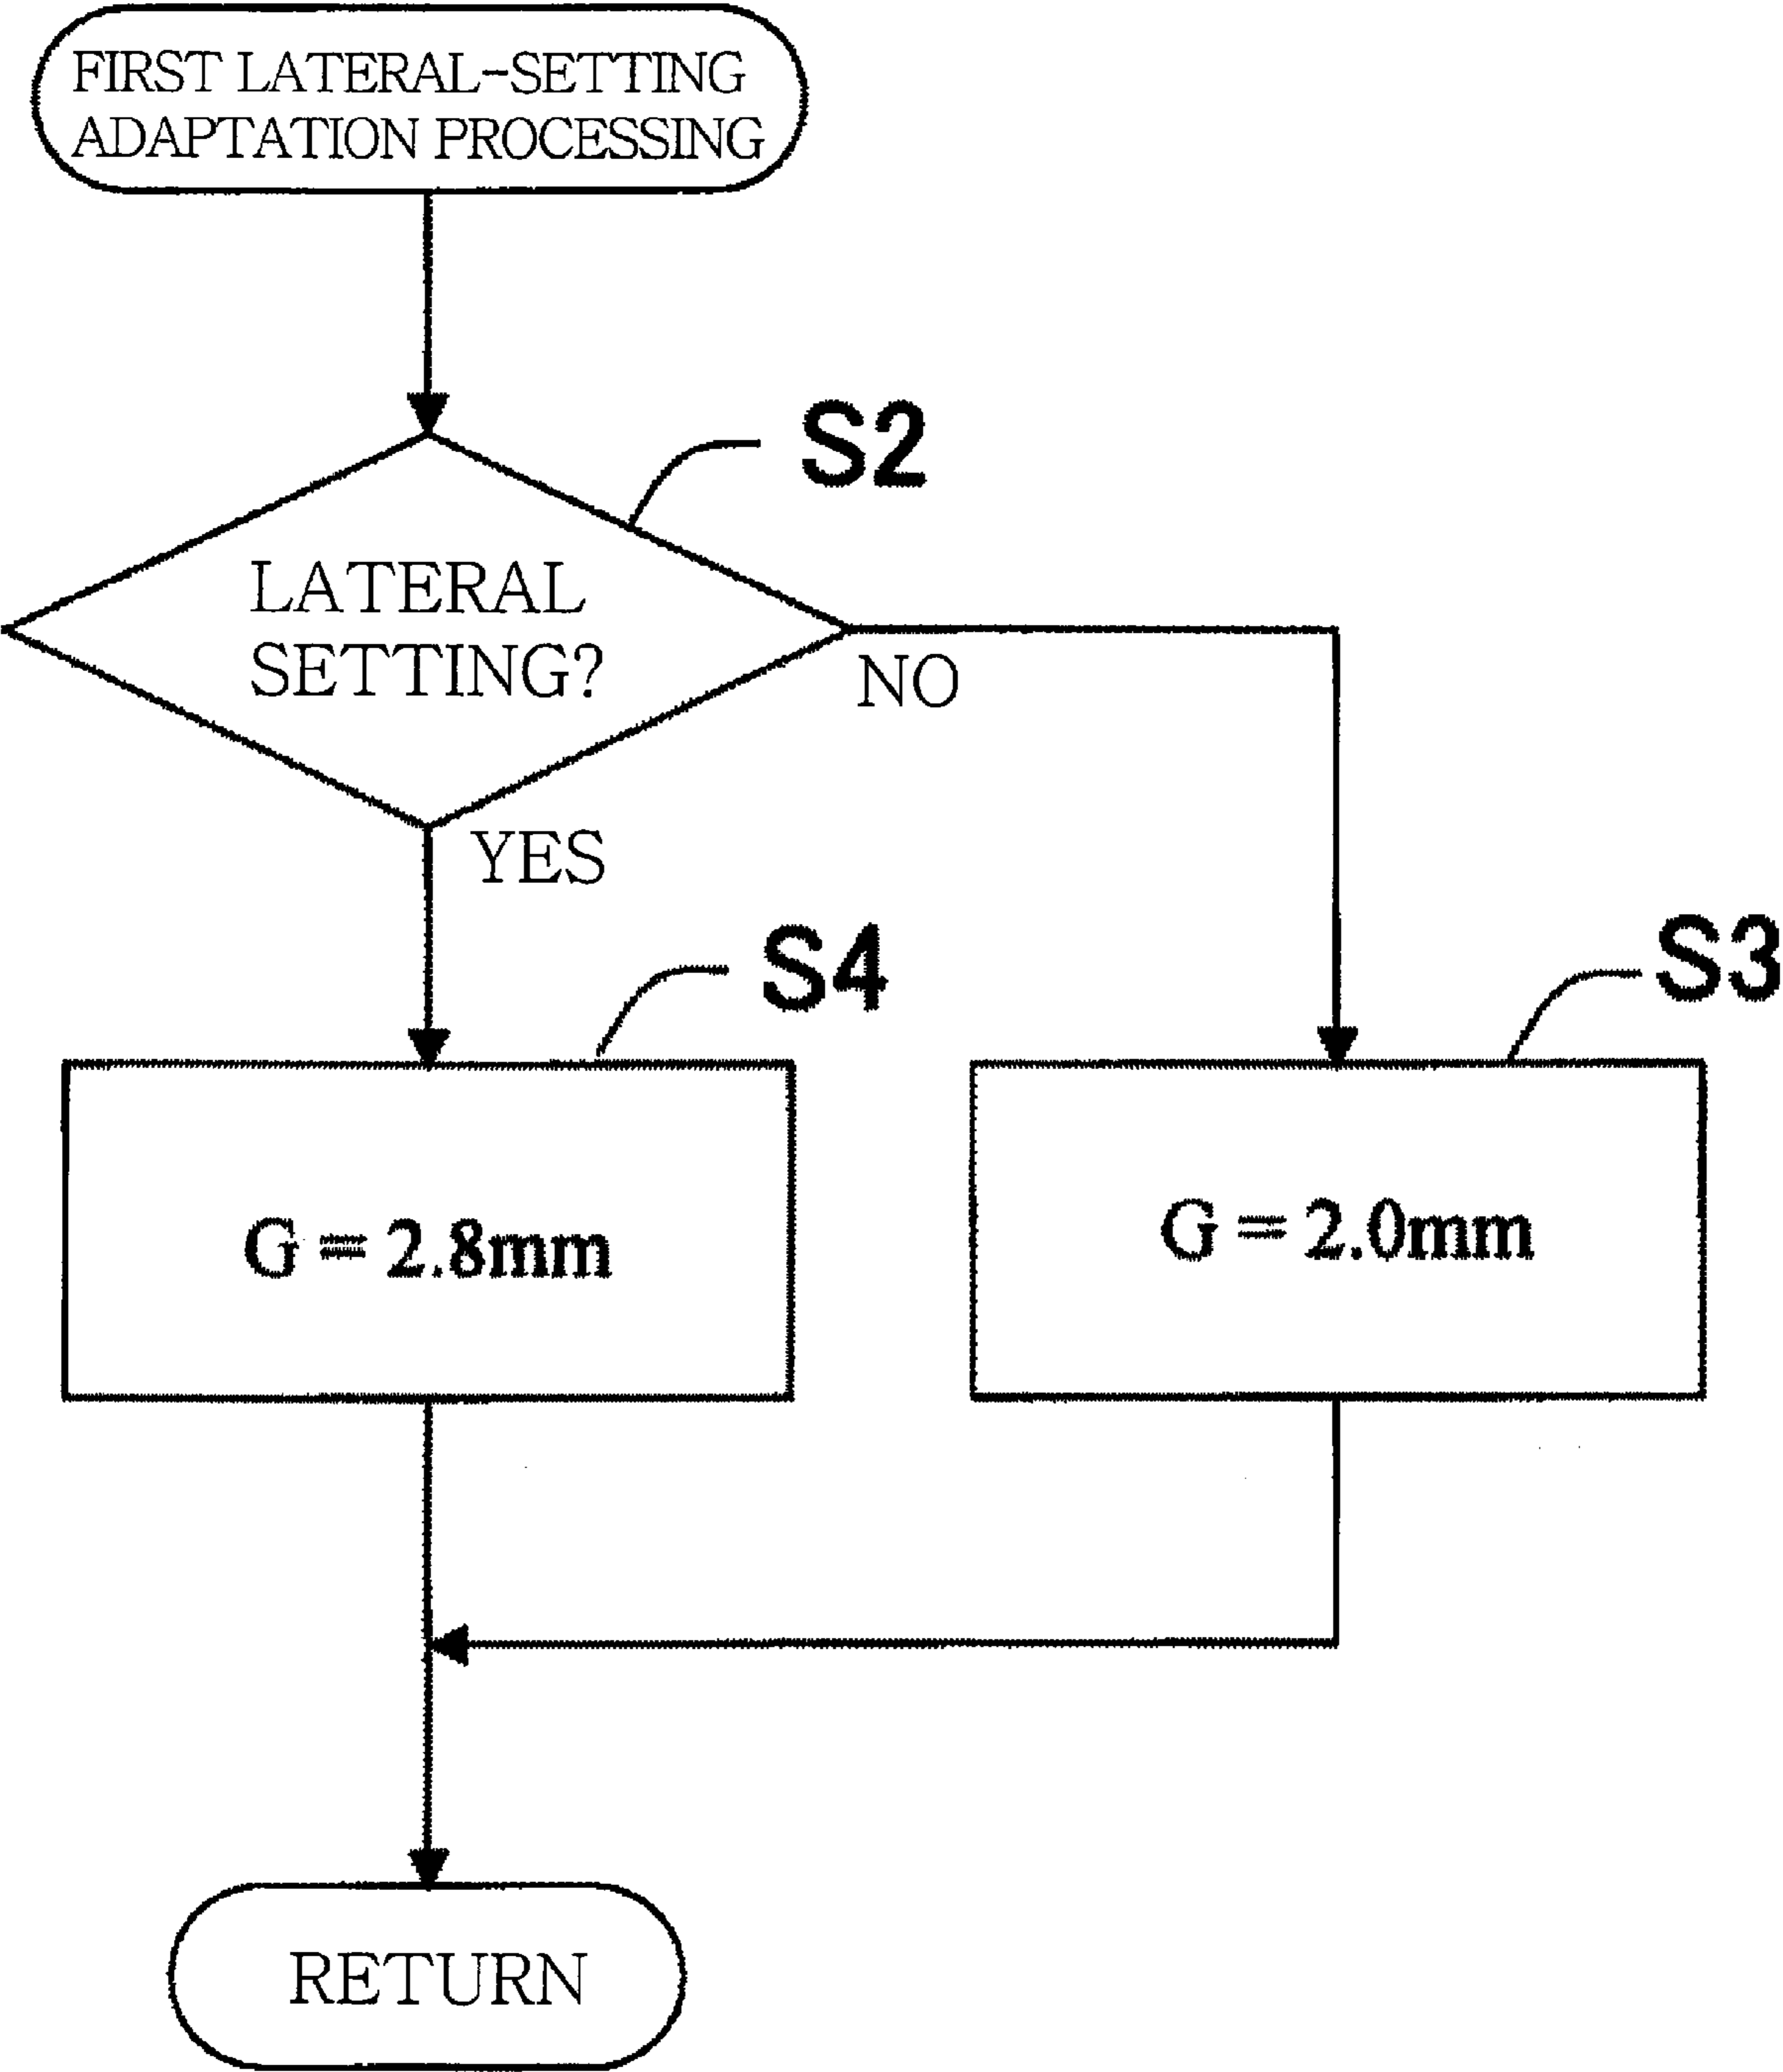 FIRST LATERAL-SETTING
ADAPTATION PROCESSING
S2
LATERAL
SETTING?
NO
YES
S4
S3
G = 2.8mm
G = 2.0mm
RETURN